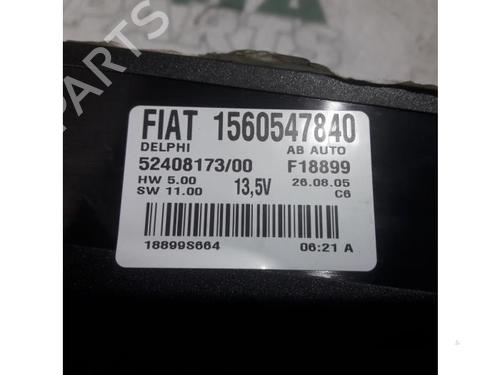 FIAT 1560547840
DELPHI AB AUTO
52408173/00 F18899
HW 5.00 26.08.05
SW 11.00 13,5V C6
18899S664 06:21 A